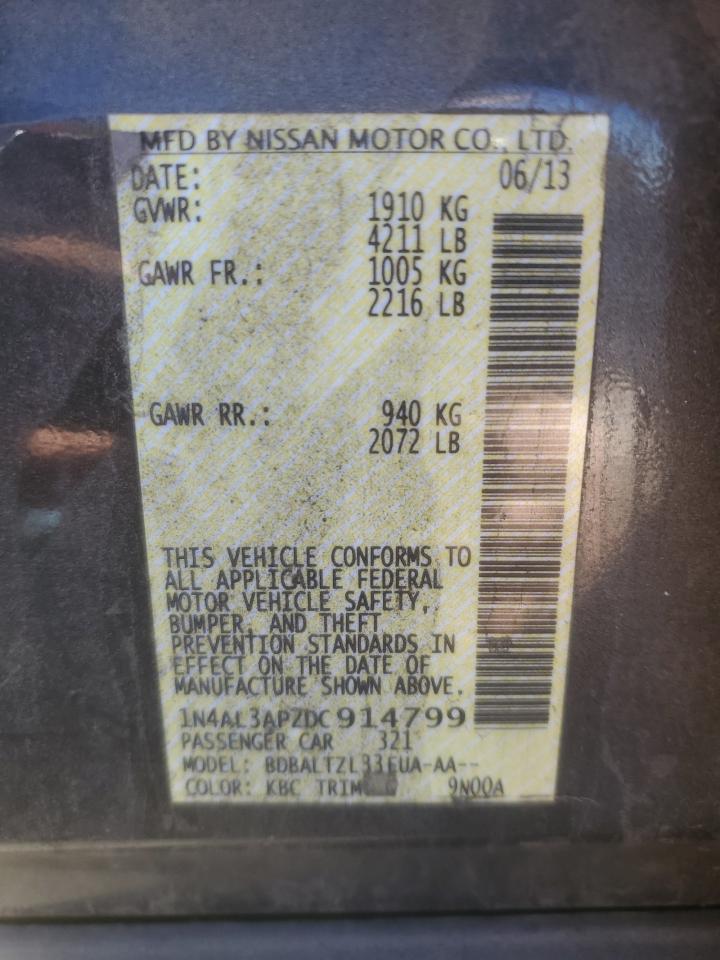 MFD BY NISSAN MOTOR CO., LTD.
DATE: 06/13
GVWR: 1910 KG
4211 LB
GAWR FR.: 1005 KG
2216 LB
GAWR RR.: 940 KG
2072 LB
THIS VEHICLE CONFORMS TO
ALL APPLICABLE FEDERAL
MOTOR VEHICLE SAFETY,
BUMPER, AND THEFT
PREVENTION STANDARDS IN
EFFECT ON THE DATE OF
MANUFACTURE SHOWN ABOVE.
1N4AL3APZDC914799
PASSENGER CAR 321
MODEL: BDBALTZL33EUA-AA--
COLOR: KBC TRIM 9N00A